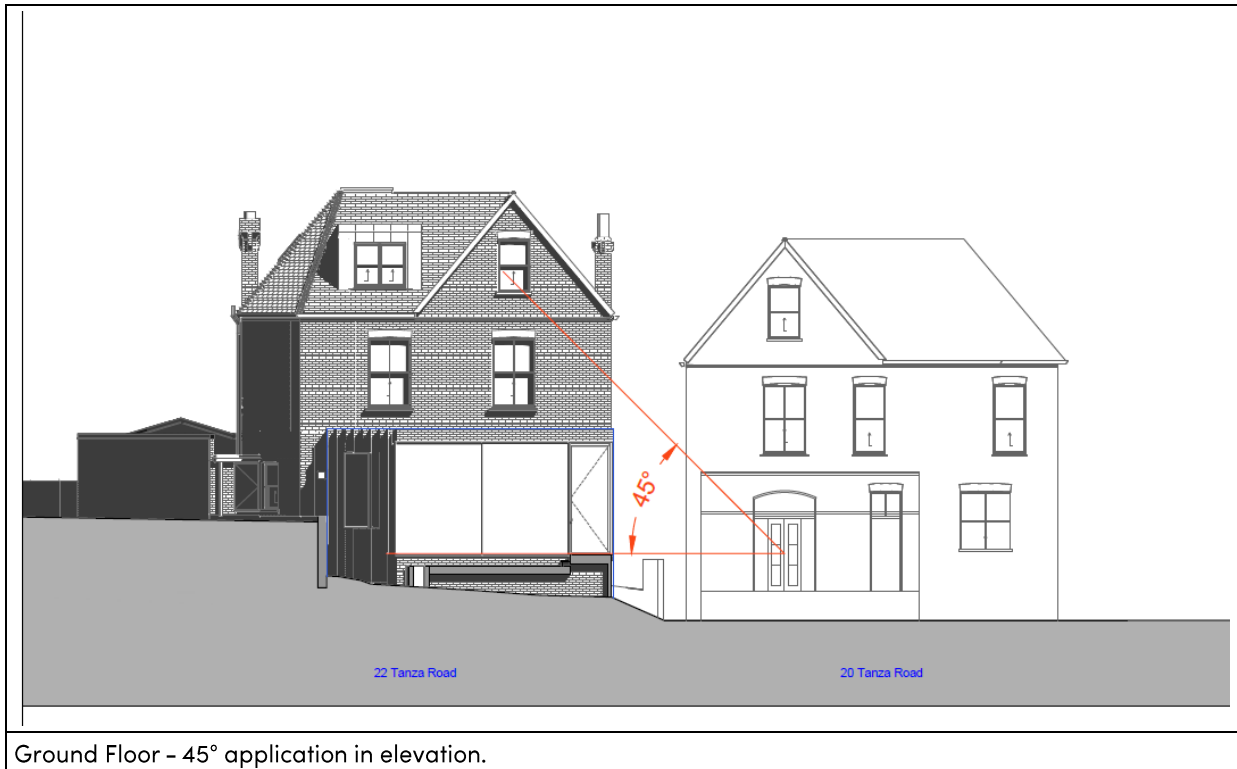 45°
22 Tanza Road
20 Tanza Road
Ground Floor - 45° application in elevation.